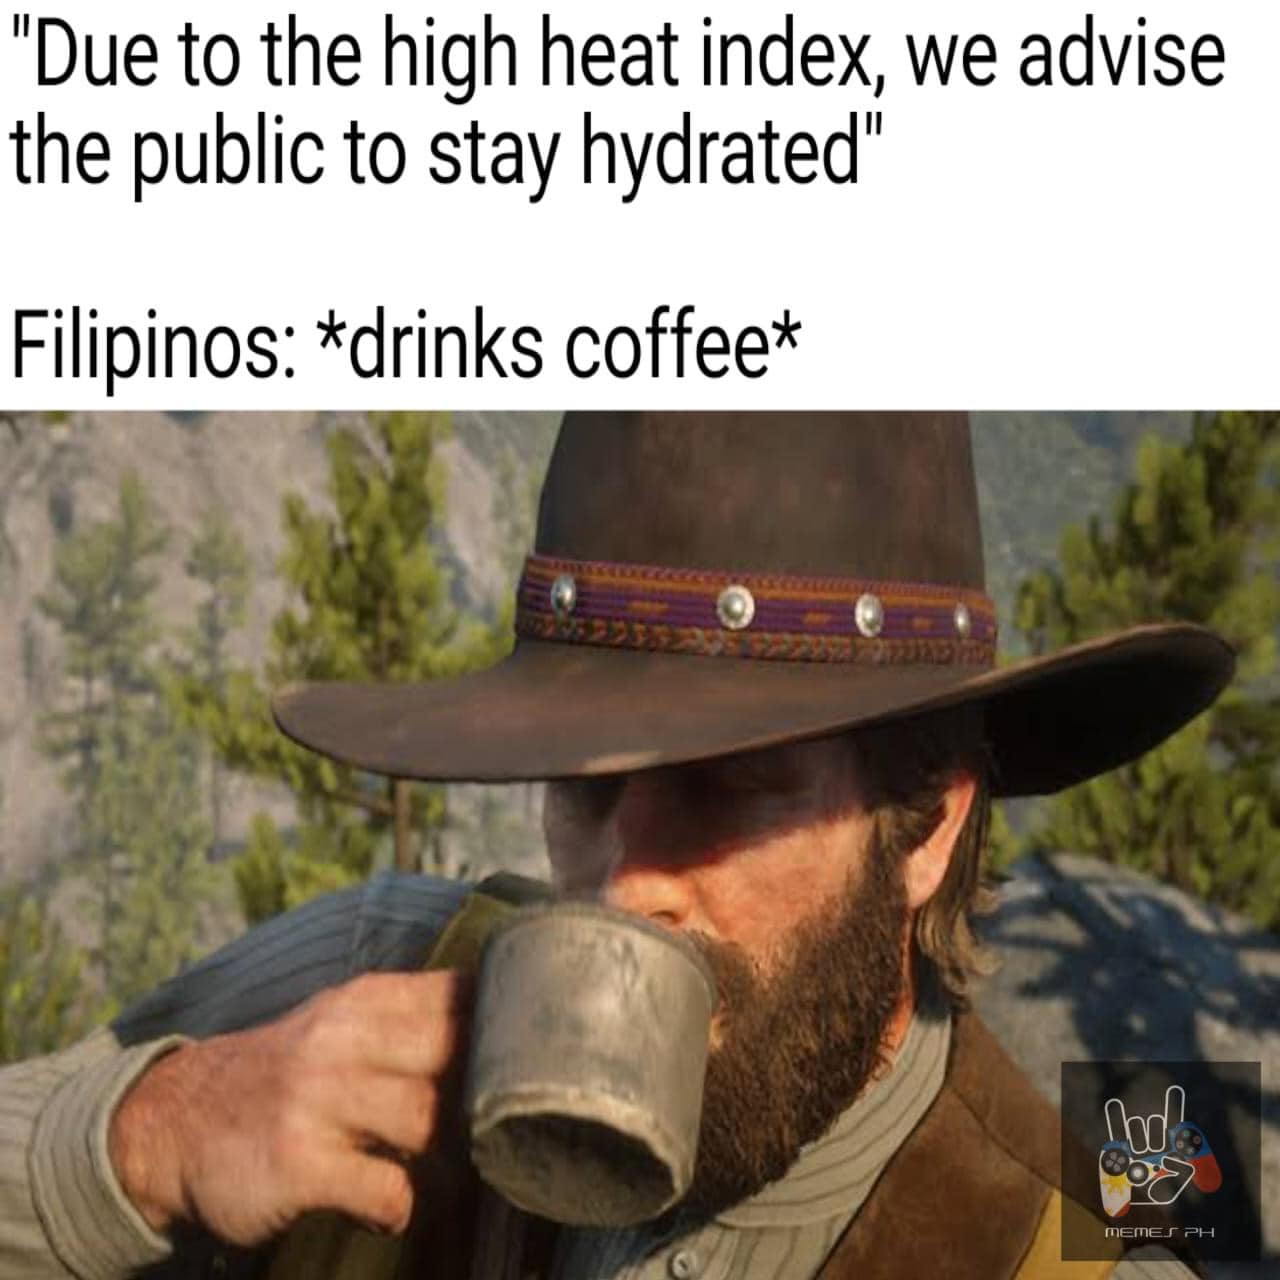 "Due to the high heat index, we advise
the public to stay hydrated"
Filipinos: *drinks coffee*
MEMES PH